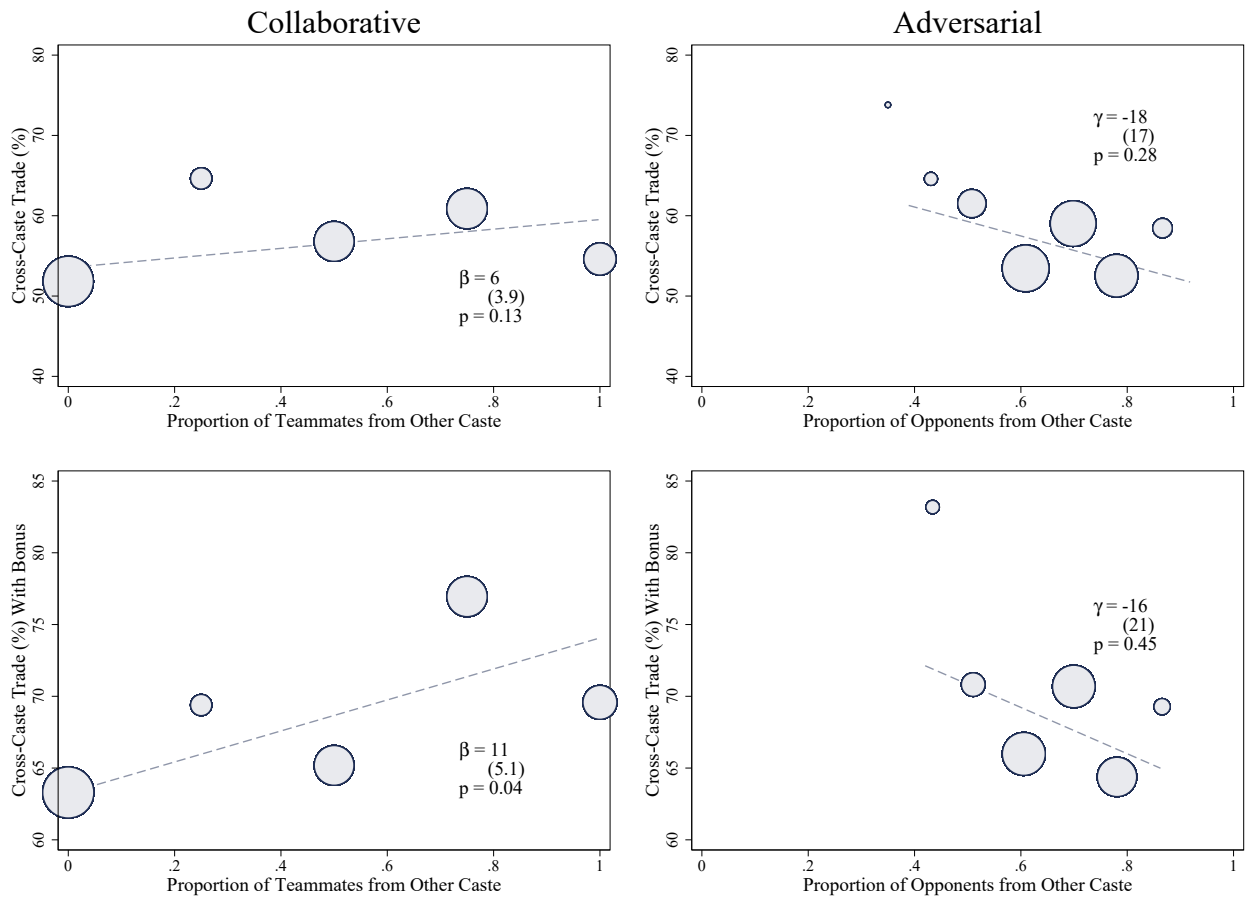 Collaborative
Cross-Caste Trade (%)
80
70
60
50
40
β = 6
(3.9)
p = 0.13
0 .2 .4 .6 .8 1
Proportion of Teammates from Other Caste
Adversarial
Cross-Caste Trade (%)
80
70
60
50
40
γ = -18
(17)
p = 0.28
0 .2 .4 .6 .8 1
Proportion of Opponents from Other Caste
Cross-Caste Trade (%) With Bonus
85
80
75
70
65
60
β = 11
(5.1)
p = 0.04
0 .2 .4 .6 .8 1
Proportion of Teammates from Other Caste
Cross-Caste Trade (%) With Bonus
85
80
75
70
65
60
γ = -16
(21)
p = 0.45
0 .2 .4 .6 .8 1
Proportion of Opponents from Other Caste